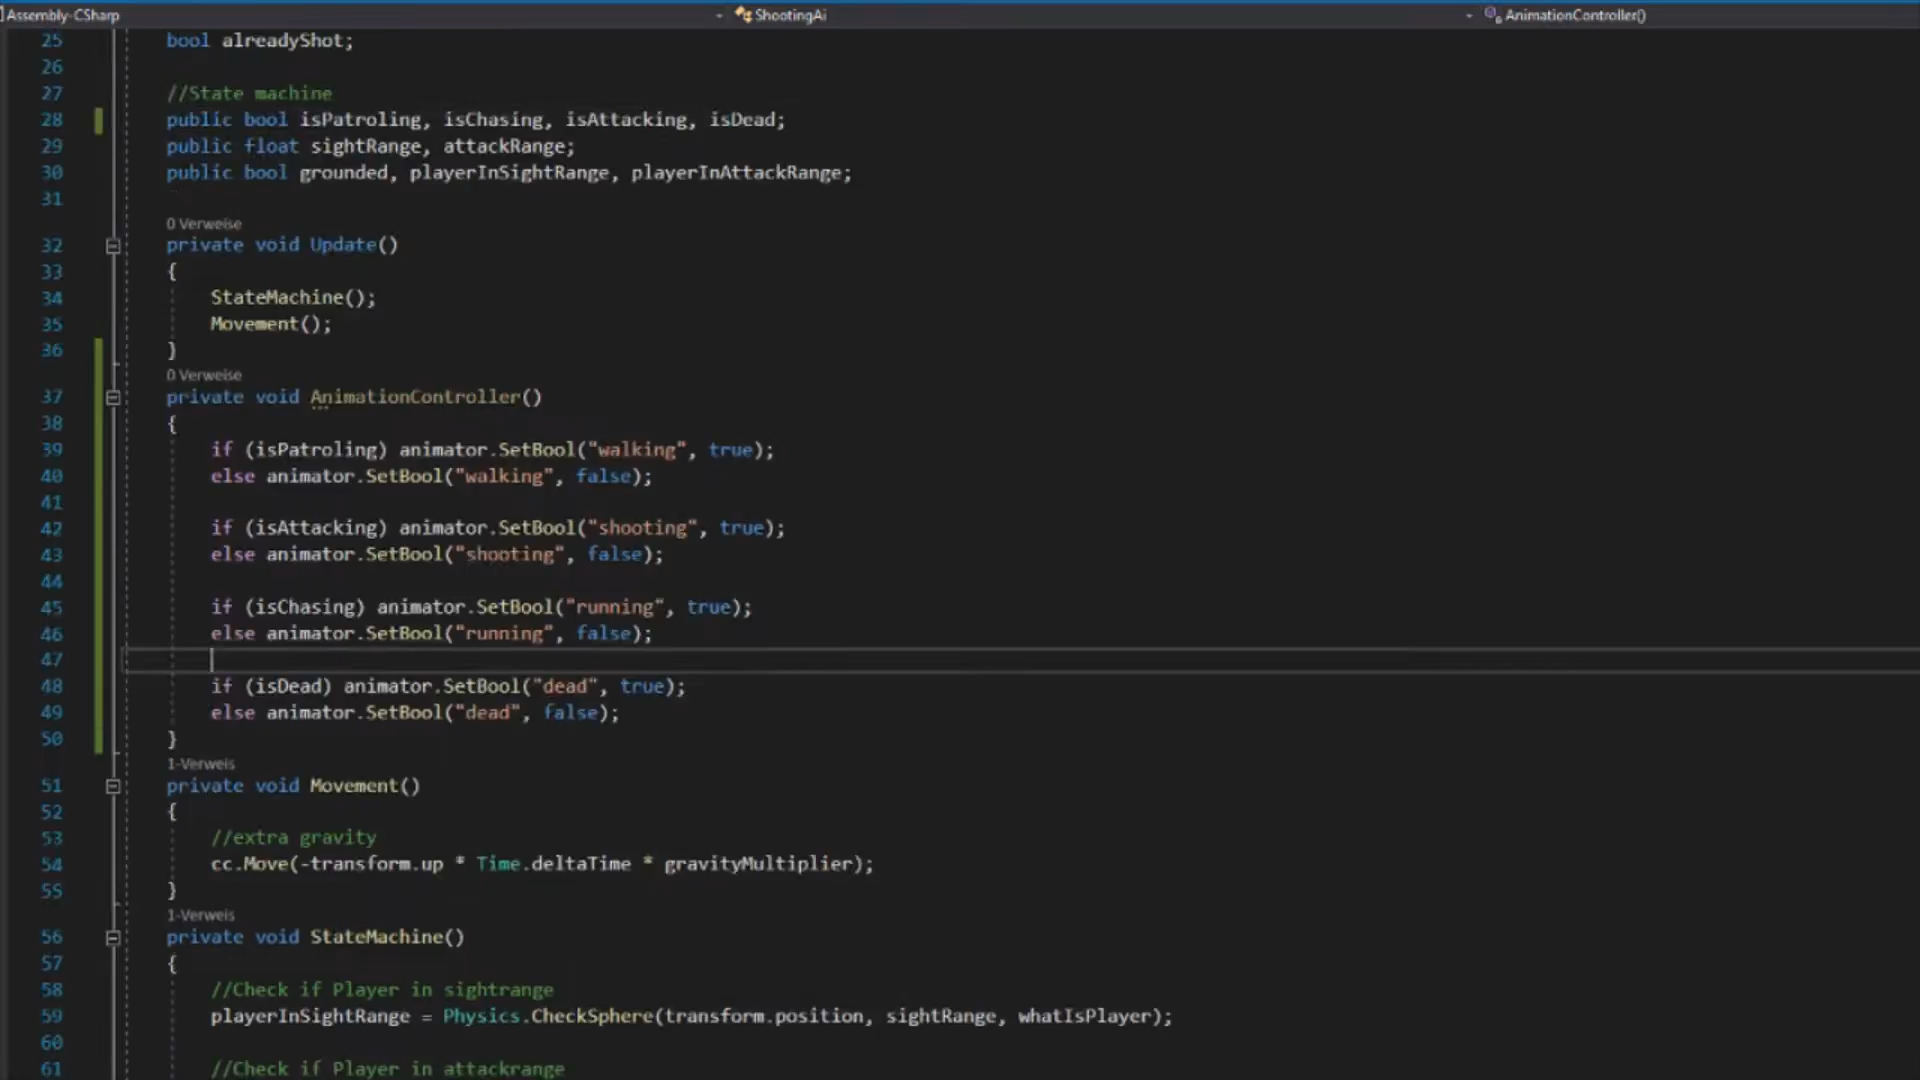 Assembly-CSharp ShootingAi AnimationController()
25 bool alreadyShot;
26
27 //State machine
28 public bool isPatroling, isChasing, isAttacking, isDead;
29 public float sightRange, attackRange;
30 public bool grounded, playerInSightRange, playerInAttackRange;
31
0 Verweise
32 private void Update()
33 {
34 StateMachine();
35 Movement();
36 }
0 Verweise
37 private void AnimationController()
38 {
39 if (isPatroling) animator.SetBool("walking", true);
40 else animator.SetBool("walking", false);
41
42 if (isAttacking) animator.SetBool("shooting", true);
43 else animator.SetBool("shooting", false);
44
45 if (isChasing) animator.SetBool("running", true);
46 else animator.SetBool("running", false);
47
48 if (isDead) animator.SetBool("dead", true);
49 else animator.SetBool("dead", false);
50 }
1-Verweis
51 private void Movement()
52 {
53 //extra gravity
54 cc.Move(-transform.up * Time.deltaTime * gravityMultiplier);
55 }
1-Verweis
56 private void StateMachine()
57 {
58 //Check if Player in sightrange
59 playerInSightRange = Physics.CheckSphere(transform.position, sightRange, whatIsPlayer);
60
61 //Check if Player in attackrange